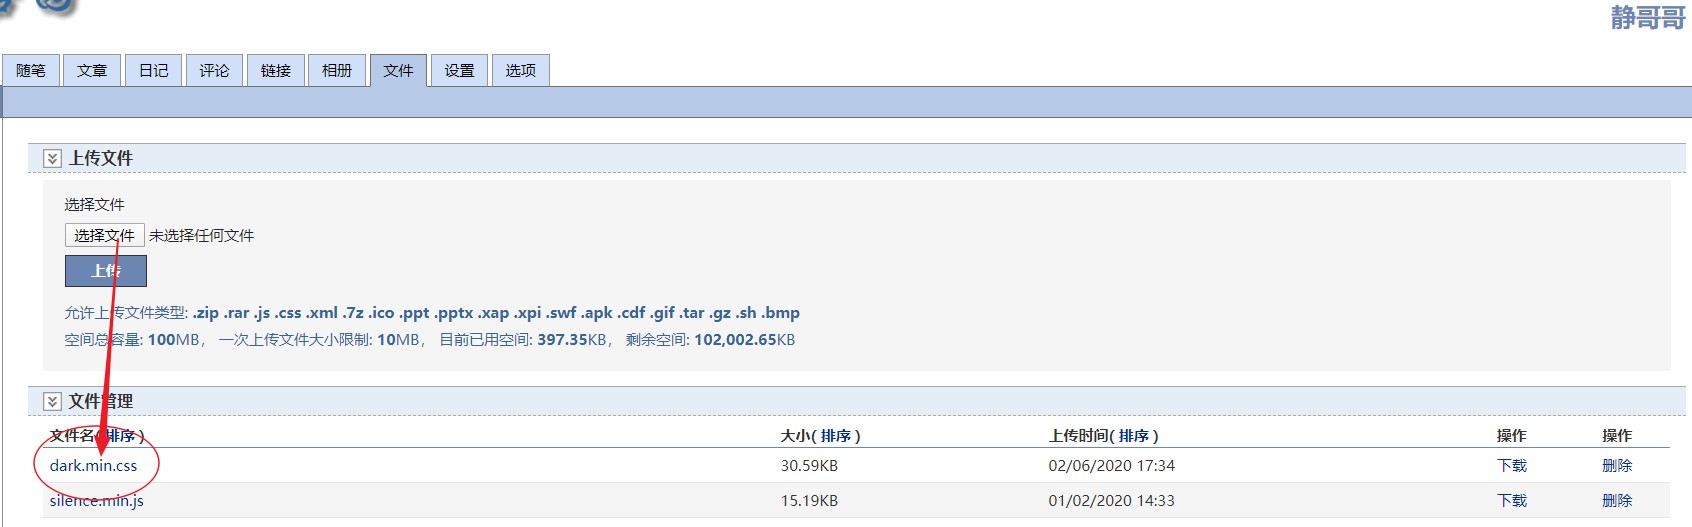 静哥哥
随笔 文章 日记 评论 链接 相册 文件 设置 选项
上传文件
选择文件
选择文件 未选择任何文件
上传
允许上传文件类型: .zip .rar .js .css .xml .7z .ico .ppt .pptx .xap .xpi .swf .apk .cdf .gif .tar .gz .sh .bmp
空间总容量: 100MB， 一次上传文件大小限制: 10MB， 目前已用空间: 397.35KB， 剩余空间: 102,002.65KB
文件管理
文件名( 排序 ) 大小( 排序 ) 上传时间( 排序 ) 操作 操作
dark.min.css 30.59KB 02/06/2020 17:34 下载 删除
silence.min.js 15.19KB 01/02/2020 14:33 下载 删除